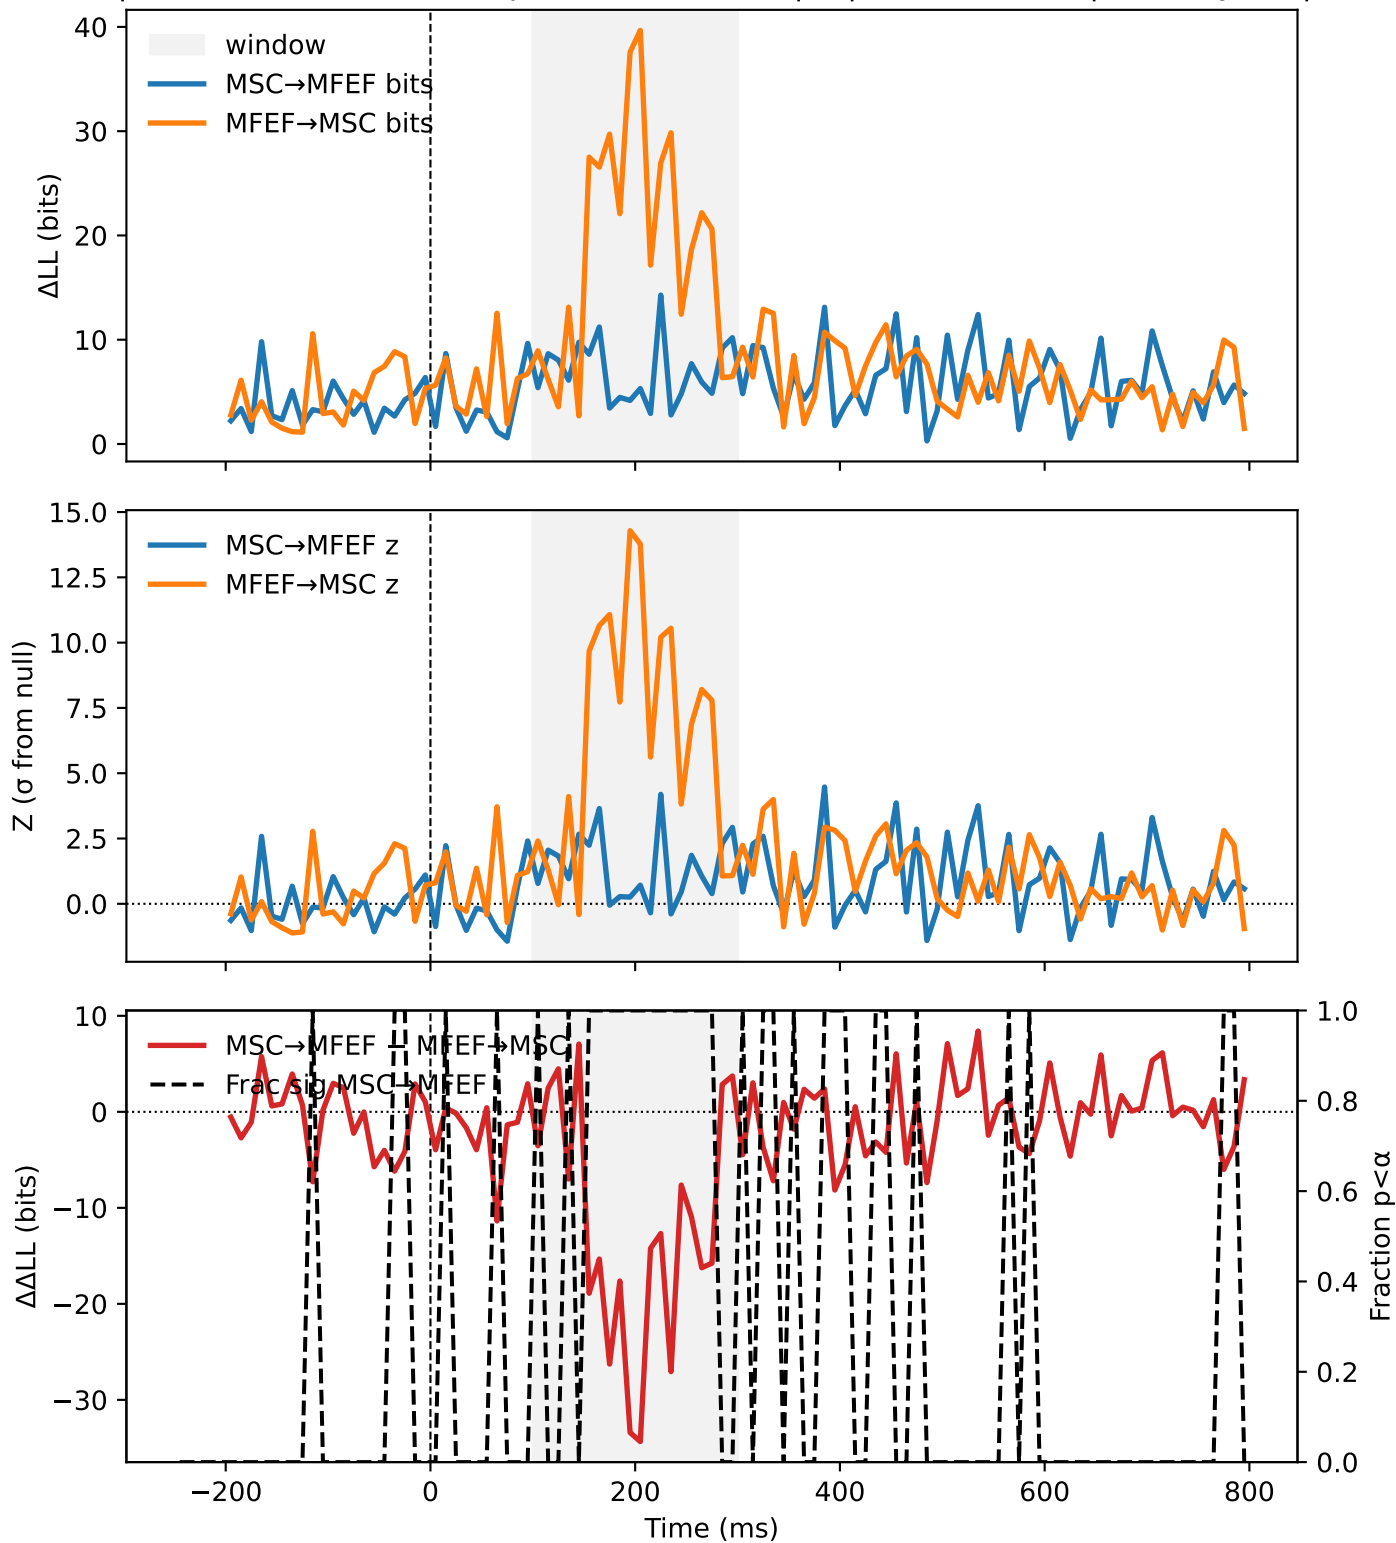 40
30
20
10
0
ΔLL (bits)
window
MSC→MFEF bits
MFEF→MSC bits
15.0
12.5
10.0
7.5
5.0
2.5
0.0
Z (σ from null)
MSC→MFEF z
MFEF→MSC z
10
0
−10
−20
−30
ΔΔLL (bits)
MSC→MFEF − MFEF→MSC
Frac sig MSC→MFEF
1.0
0.8
0.6
0.4
0.2
0.0
Fraction p<α
−200
0
200
400
600
800
Time (ms)